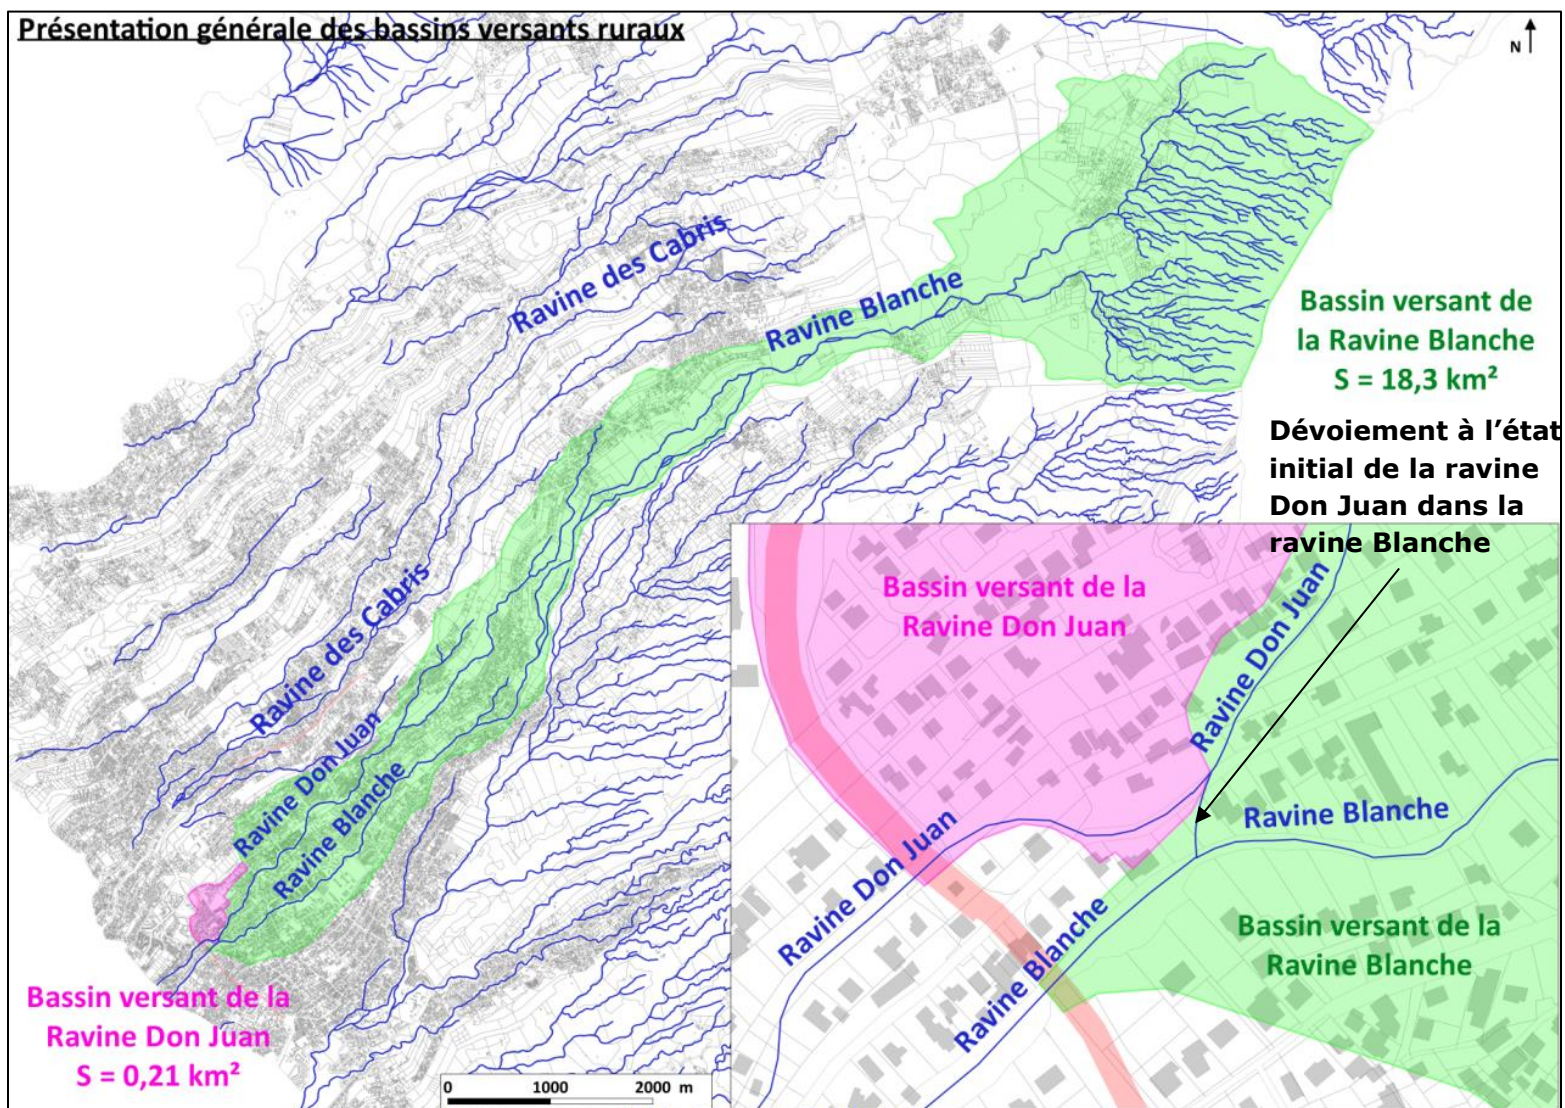 Présentation générale des bassins versants ruraux
N
Ravine des Cabris
Ravine Blanche
Bassin versant de
la Ravine Blanche
S = 18,3 km²
Dévoiement à l'état
initial de la ravine
Don Juan dans la
ravine Blanche
Ravine des Cabris
Ravine Don Juan
Ravine Blanche
Bassin versant de la
Ravine Don Juan
S = 0,21 km²
0 1000 2000 m
Bassin versant de la
Ravine Don Juan
Ravine Don Juan
Ravine Blanche
Ravine Don Juan
Ravine Blanche
Bassin versant de la
Ravine Blanche